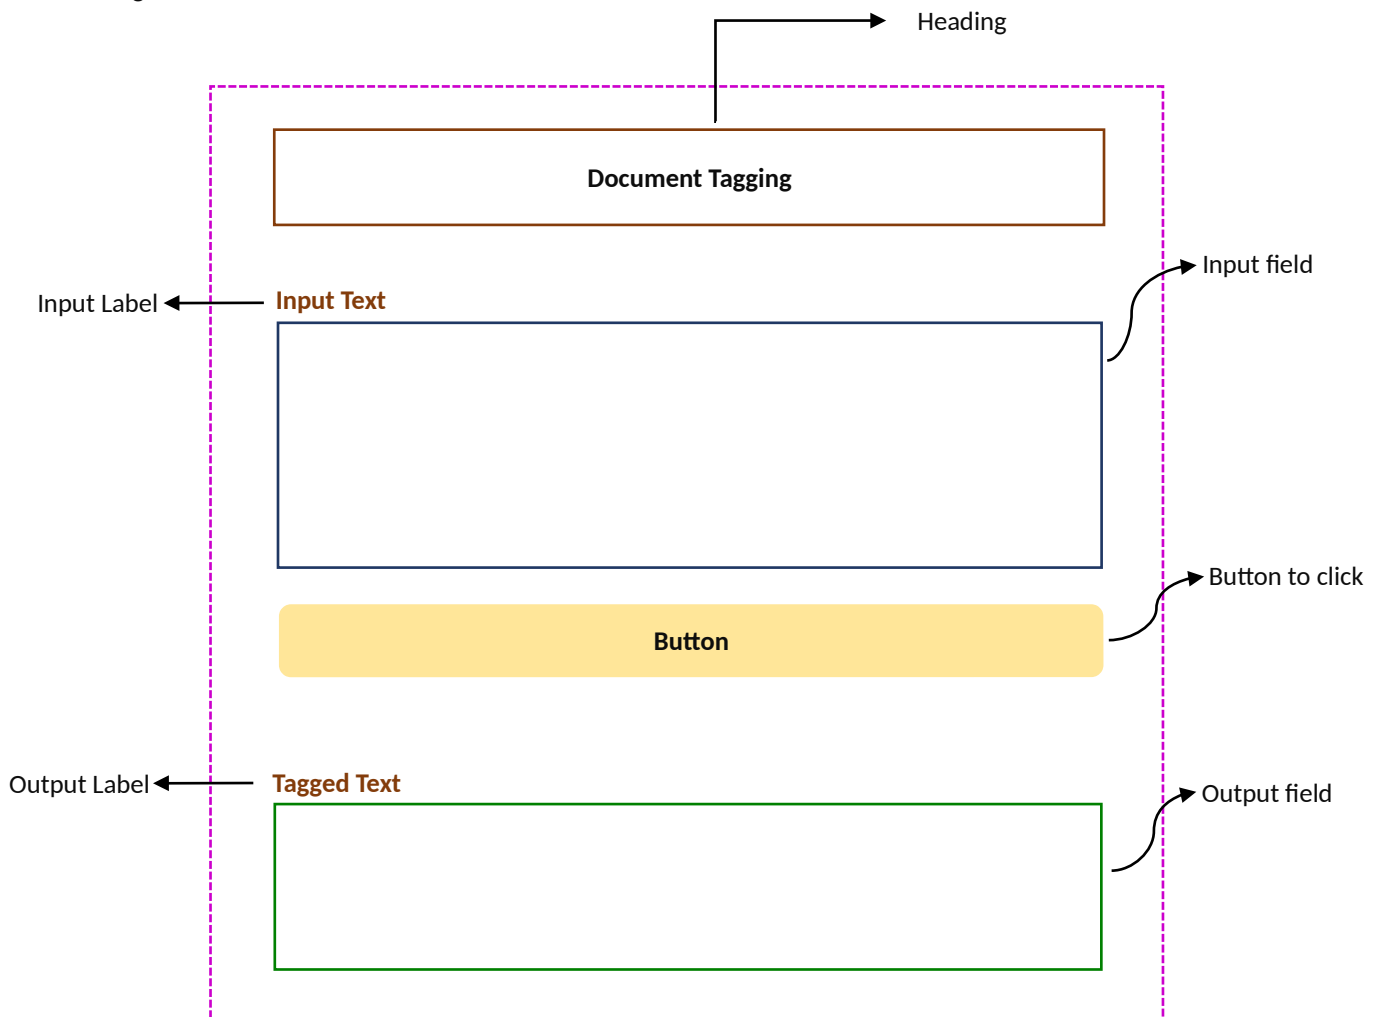 Heading
Document Tagging
Input field
Input Label
Input Text
Button to click
Button
Output Label
Tagged Text
Output field